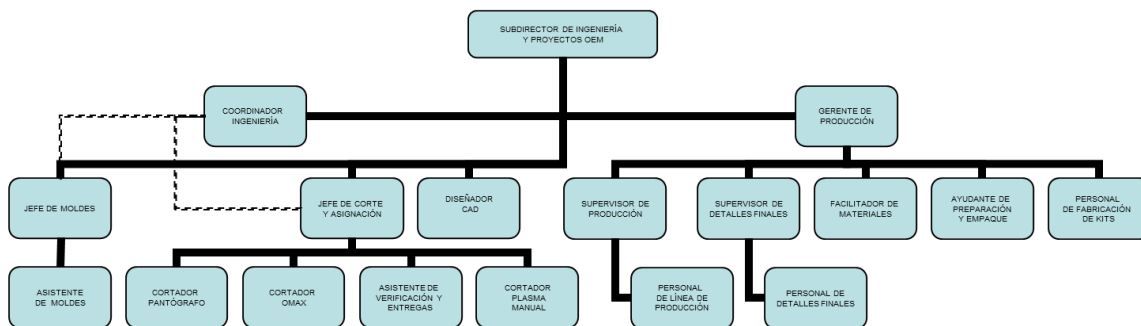 SUBDIRECTOR DE INGENIERÍA
Y PROYECTOS OEM
COORDINADOR
INGENIERÍA
GERENTE DE
PRODUCCIÓN
JEFE DE MOLDES
JEFE DE CORTE
Y ASIGNACIÓN
DISEÑADOR
CAD
SUPERVISOR DE
PRODUCCIÓN
SUPERVISOR DE
DETALLES FINALES
FACILITADOR DE
MATERIALES
AYUDANTE DE
PREPARACIÓN
Y EMPAQUE
PERSONAL
DE FABRICACIÓN
DE KITS
ASISTENTE
DE MOLDES
CORTADOR
PANTÓGRAFO
CORTADOR
OMAX
ASISTENTE DE
VERIFICACIÓN Y
ENTREGAS
CORTADOR
PLASMA
MANUAL
PERSONAL
DE LÍNEA DE
PRODUCCIÓN
PERSONAL DE
DETALLES FINALES